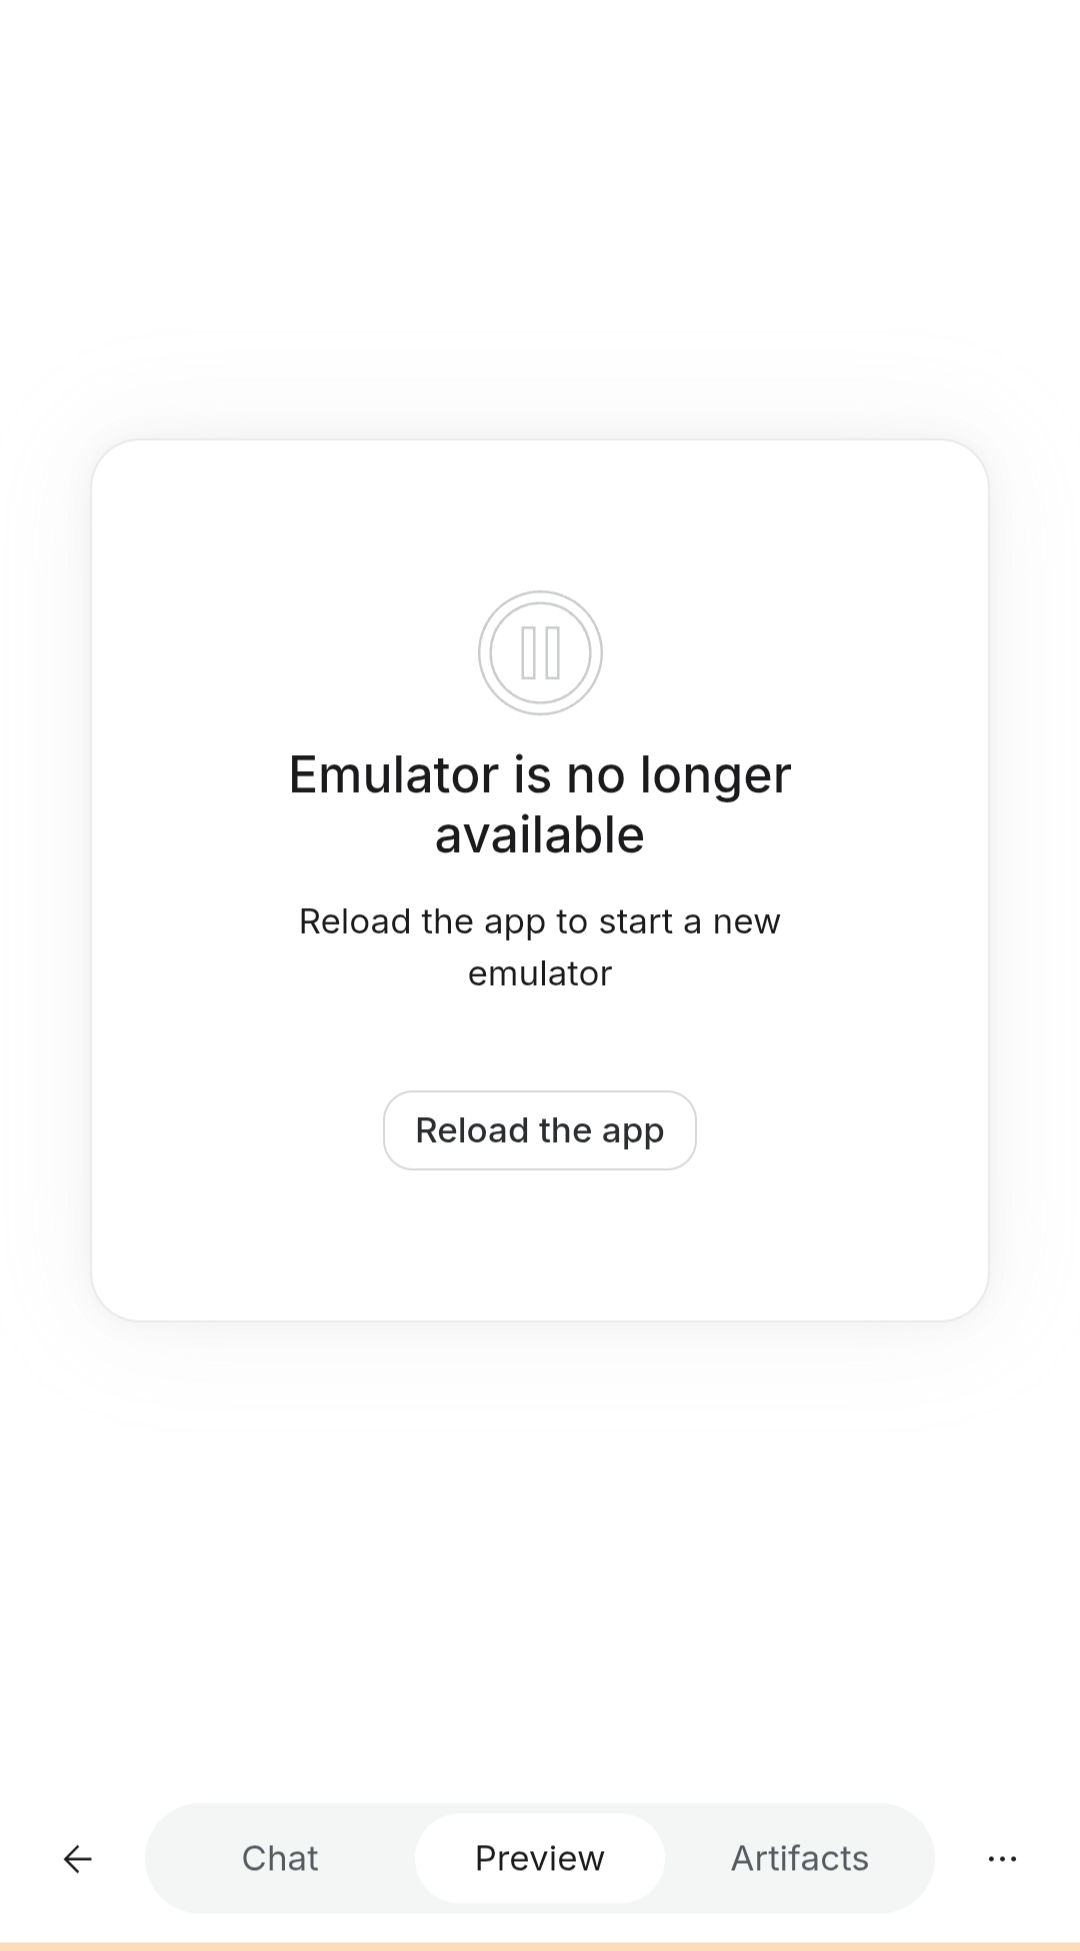 Emulator is no longer
available
Reload the app to start a new
emulator
Reload the app
Chat
Preview
Artifacts